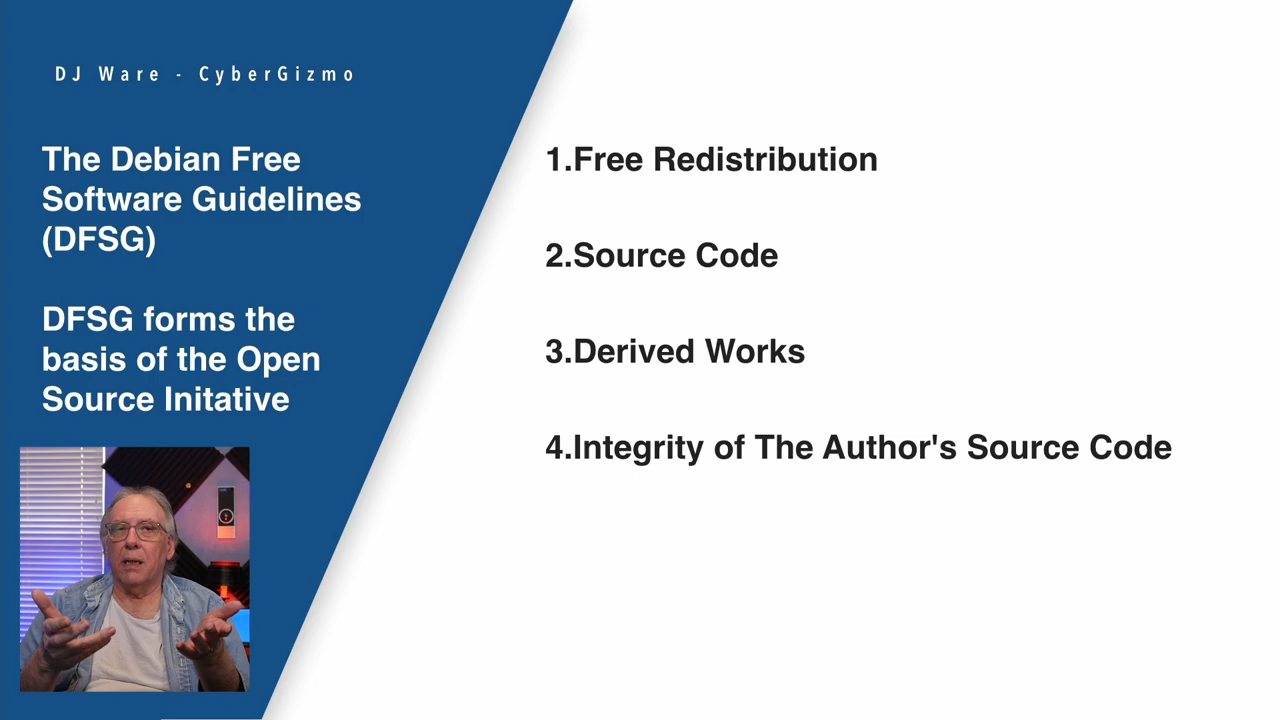 DJ Ware - CyberGizmo
The Debian Free
Software Guidelines
(DFSG)
DFSG forms the
basis of the Open
Source Initative
1.Free Redistribution
2.Source Code
3.Derived Works
4.Integrity of The Author's Source Code